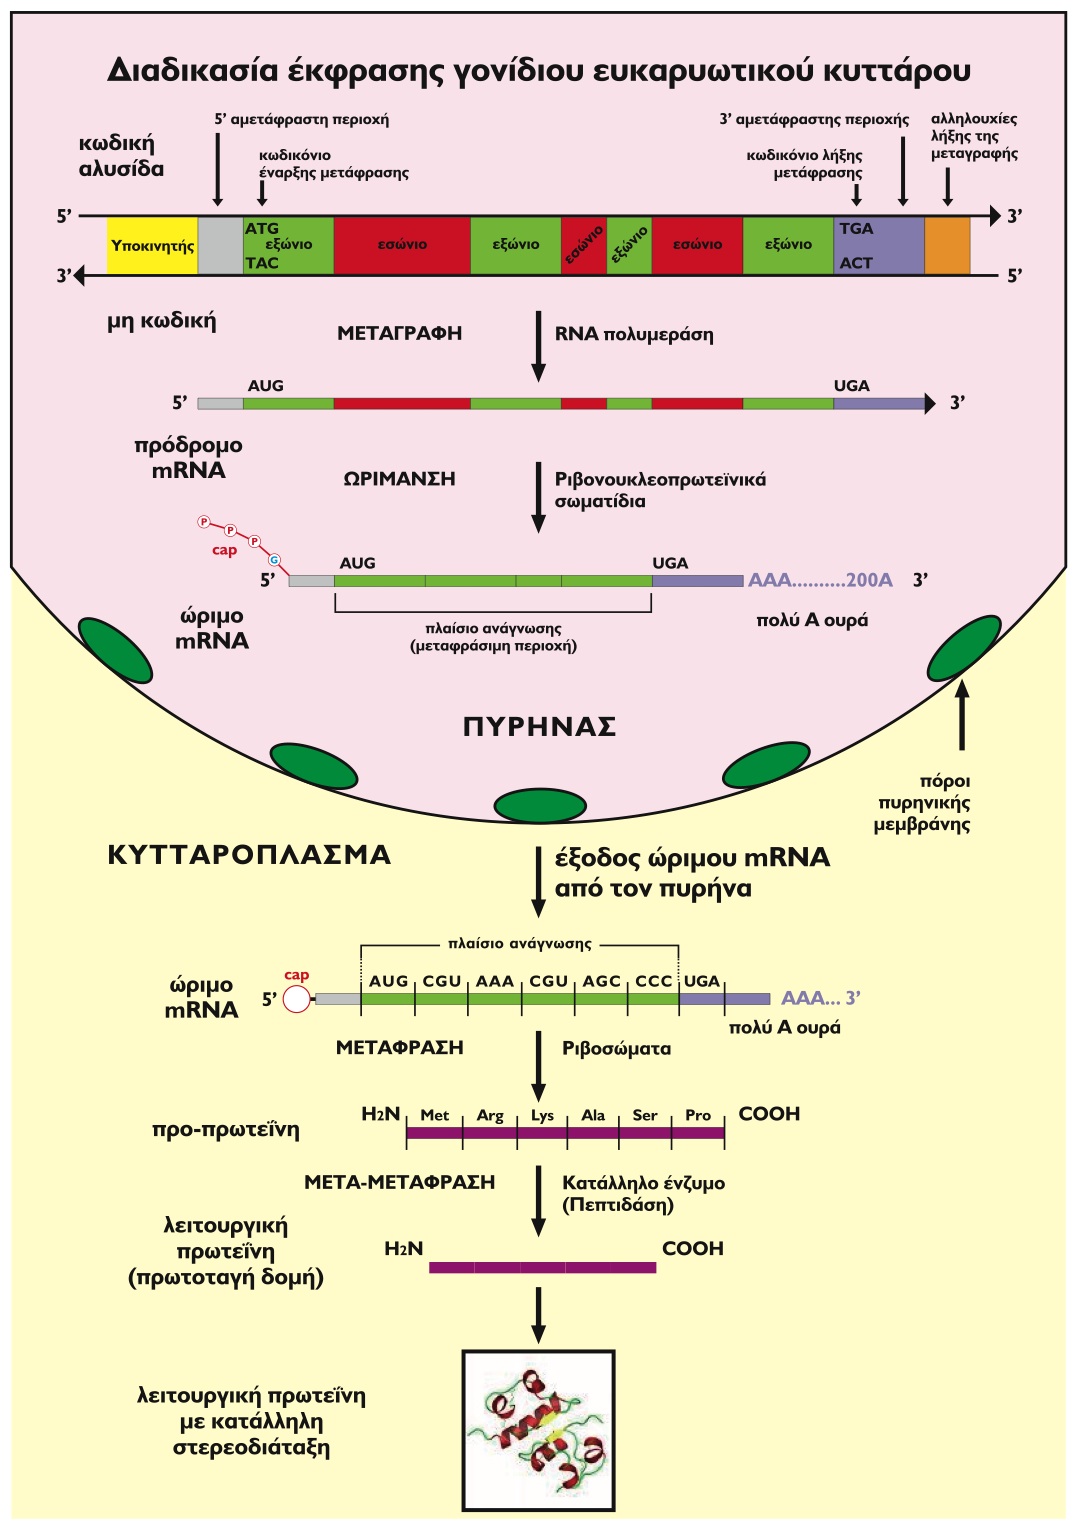 Διαδικασία έκφρασης γονίδιου ευκαρυωτικού κυττάρου
5’ αμετάφραστη περιοχή
3’ αμετάφραστης περιοχής
αλληλουχίες
λήξης της
μεταγραφής
κωδική
αλυσίδα
κωδικόνιο
έναρξης μετάφρασης
κωδικόνιο λήξης
μετάφρασης
5’
3’
Υποκινητής
ATG
εξώνιο
TAC
εσώνιο
εξώνιο
εσώνιο
εξώνιο
εσώνιο
εξώνιο
TGA
ACT
3’
5’
μη κωδική
ΜΕΤΑΓΡΑΦΗ
RNA πολυμεράση
AUG
UGA
5’
3’
πρόδρομο
mRNA
ΩΡΙΜΑΝΣΗ
Ριβονουκλεοπρωτεϊνικά
σωματίδια
P
P
P
G
cap
AUG
UGA
5’
AAA..........200A
3’
ώριμο
mRNA
πλαίσιο ανάγνωσης
(μεταφράσιμη περιοχή)
πολύ Α ουρά
ΠΥΡΗΝΑΣ
πόροι
πυρηνικής
μεμβράνης
ΚΥΤΤΑΡΟΠΛΑΣΜΑ
έξοδος ώριμου mRNA
από τον πυρήνα
πλαίσιο ανάγνωσης
ώριμο
mRNA
cap
5’
AUG CGU AAA CGU AGC CCC UGA
AAA... 3’
πολύ Α ουρά
ΜΕΤΑΦΡΑΣΗ
Ριβοσώματα
προ-πρωτεΐνη
H2N
Met Arg Lys Ala Ser Pro
COOH
ΜΕΤΑ-ΜΕΤΑΦΡΑΣΗ
Κατάλληλο ένζυμο
(Πεπτιδάση)
λειτουργική
πρωτεΐνη
(πρωτοταγή δομή)
H2N
COOH
λειτουργική πρωτεΐνη
με κατάλληλη
στερεοδιάταξη